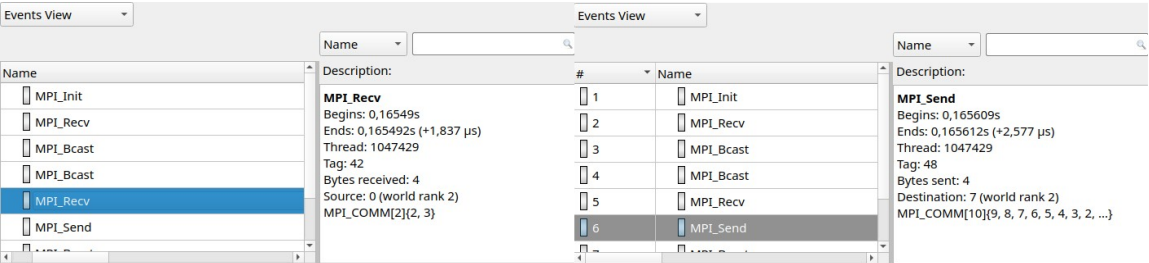 Events View
Name
Name
Description:
MPI_Init
MPI_Recv
MPI_Bcast
MPI_Bcast
MPI_Recv
MPI_Send
MPI_Recv
Begins: 0,16549s
Ends: 0,165492s (+1,837 µs)
Thread: 1047429
Tag: 42
Bytes received: 4
Source: 0 (world rank 2)
MPI_COMM[2]{2, 3}
Events View
Name
# Name
Description:
1 MPI_Init
2 MPI_Recv
3 MPI_Bcast
4 MPI_Bcast
5 MPI_Recv
6 MPI_Send
MPI_Send
Begins: 0,165609s
Ends: 0,165612s (+2,577 µs)
Thread: 1047429
Tag: 48
Bytes sent: 4
Destination: 7 (world rank 2)
MPI_COMM[10]{9, 8, 7, 6, 5, 4, 3, 2, ...}